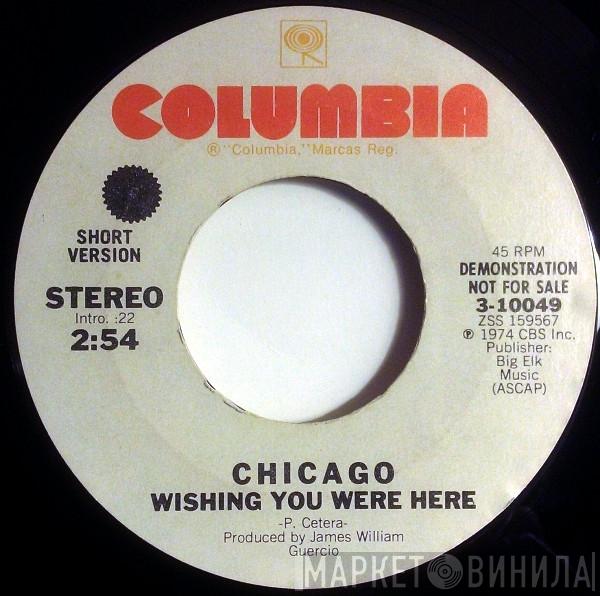 COLUMBIA
® "Columbia," Marcas Reg.
SHORT
VERSION
STEREO
Intro. :22
2:54
45 RPM
DEMONSTRATION
NOT FOR SALE
3-10049
ZSS 159567
℗ 1974 CBS Inc.
Publisher:
Big Elk
Music
(ASCAP)
CHICAGO
WISHING YOU WERE HERE
-P. Cetera-
Produced by James William
Guercio
МАРКЕТ ВИНИЛА